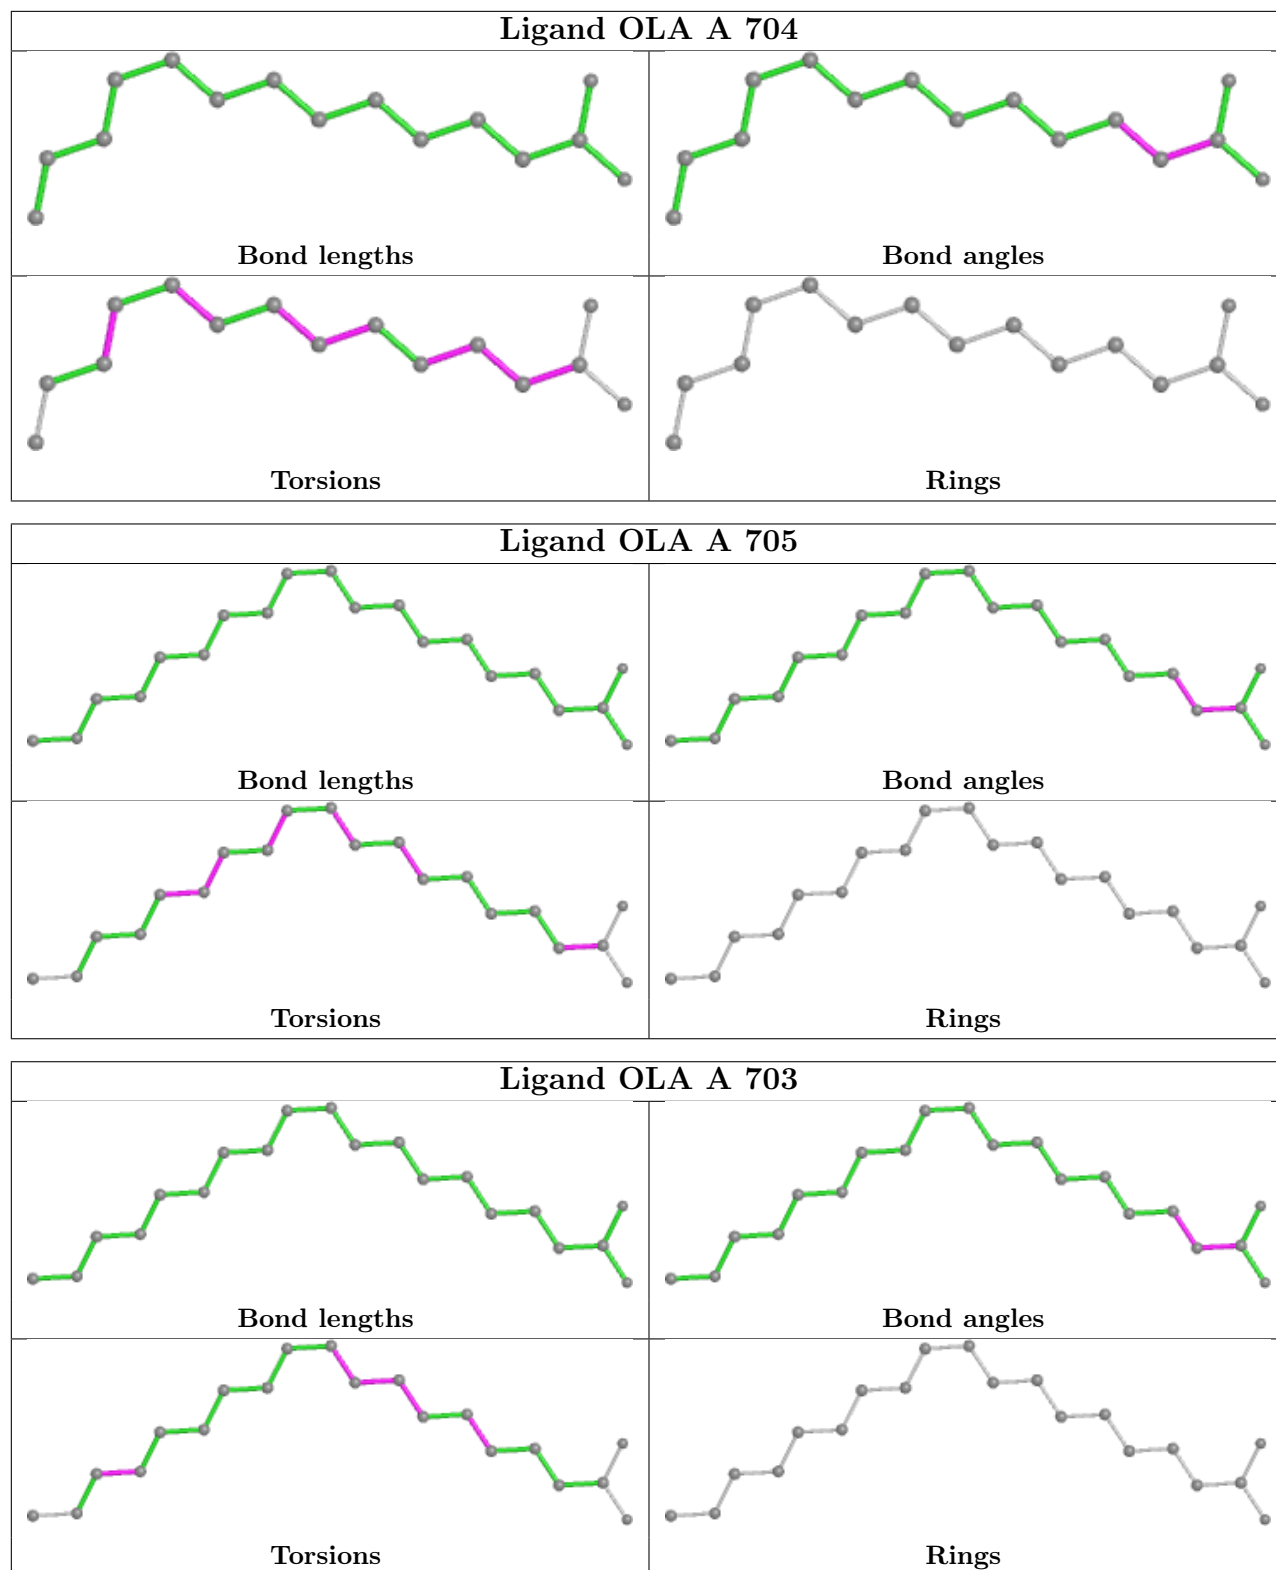 Ligand OLA A 704
Bond lengths
Bond angles
Torsions
Rings
Ligand OLA A 705
Bond lengths
Bond angles
Torsions
Rings
Ligand OLA A 703
Bond lengths
Bond angles
Torsions
Rings